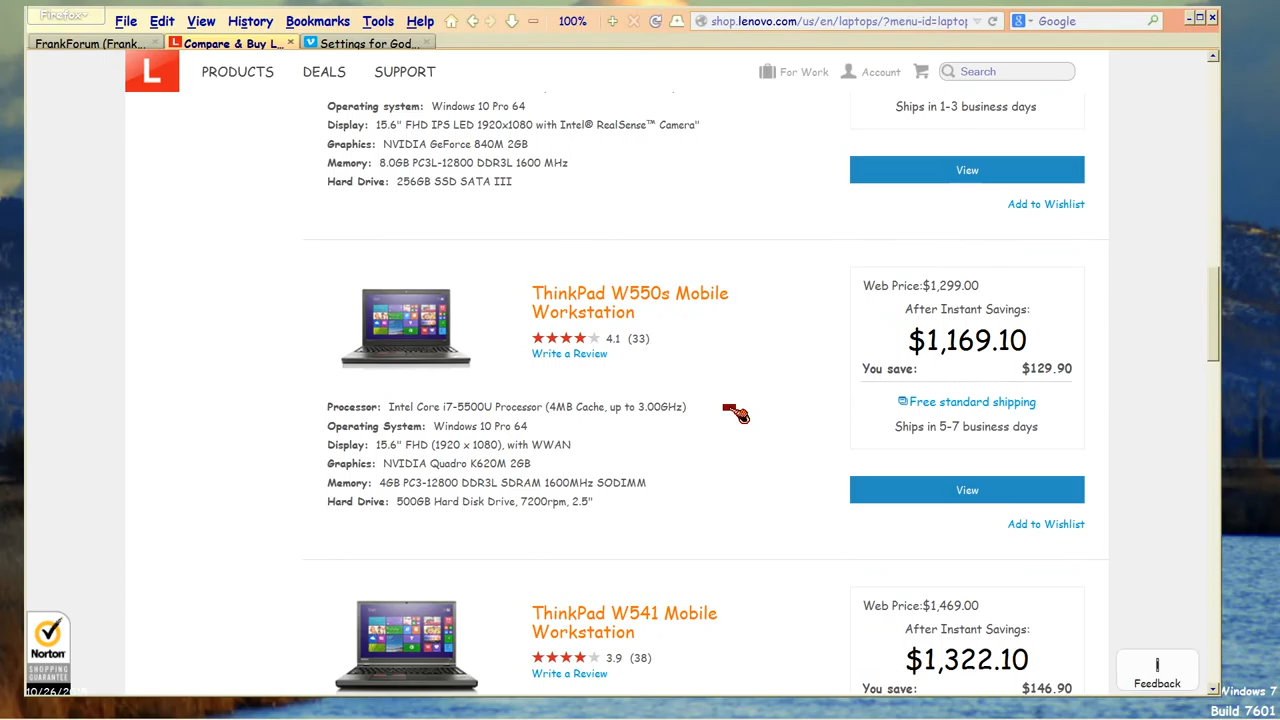 Firefox
File Edit View History Bookmarks Tools Help 100% shop.lenovo.com/us/en/laptops/?menu-id=laptop Google
FrankForum (Frank... Compare & Buy L... Settings for God...
L PRODUCTS DEALS SUPPORT For Work Account Search
Operating system: Windows 10 Pro 64
Display: 15.6" FHD IPS LED 1920x1080 with Intel® RealSense™ Camera"
Graphics: NVIDIA GeForce 840M 2GB
Memory: 8.0GB PC3L-12800 DDR3L 1600 MHz
Hard Drive: 256GB SSD SATA III
Ships in 1-3 business days
View
Add to Wishlist
ThinkPad W550s Mobile
Workstation
4.1 (33)
Write a Review
Processor: Intel Core i7-5500U Processor (4MB Cache, up to 3.00GHz)
Operating System: Windows 10 Pro 64
Display: 15.6" FHD (1920 x 1080), with WWAN
Graphics: NVIDIA Quadro K620M 2GB
Memory: 4GB PC3-12800 DDR3L SDRAM 1600MHz SODIMM
Hard Drive: 500GB Hard Disk Drive, 7200rpm, 2.5"
Web Price:$1,299.00
After Instant Savings:
$1,169.10
You save: $129.90
Free standard shipping
Ships in 5-7 business days
View
Add to Wishlist
ThinkPad W541 Mobile
Workstation
3.9 (38)
Write a Review
Web Price:$1,469.00
After Instant Savings:
$1,322.10
You save: $146.90
Norton
SHOPPING
GUARANTEE
Feedback
Windows 7
Build 7601